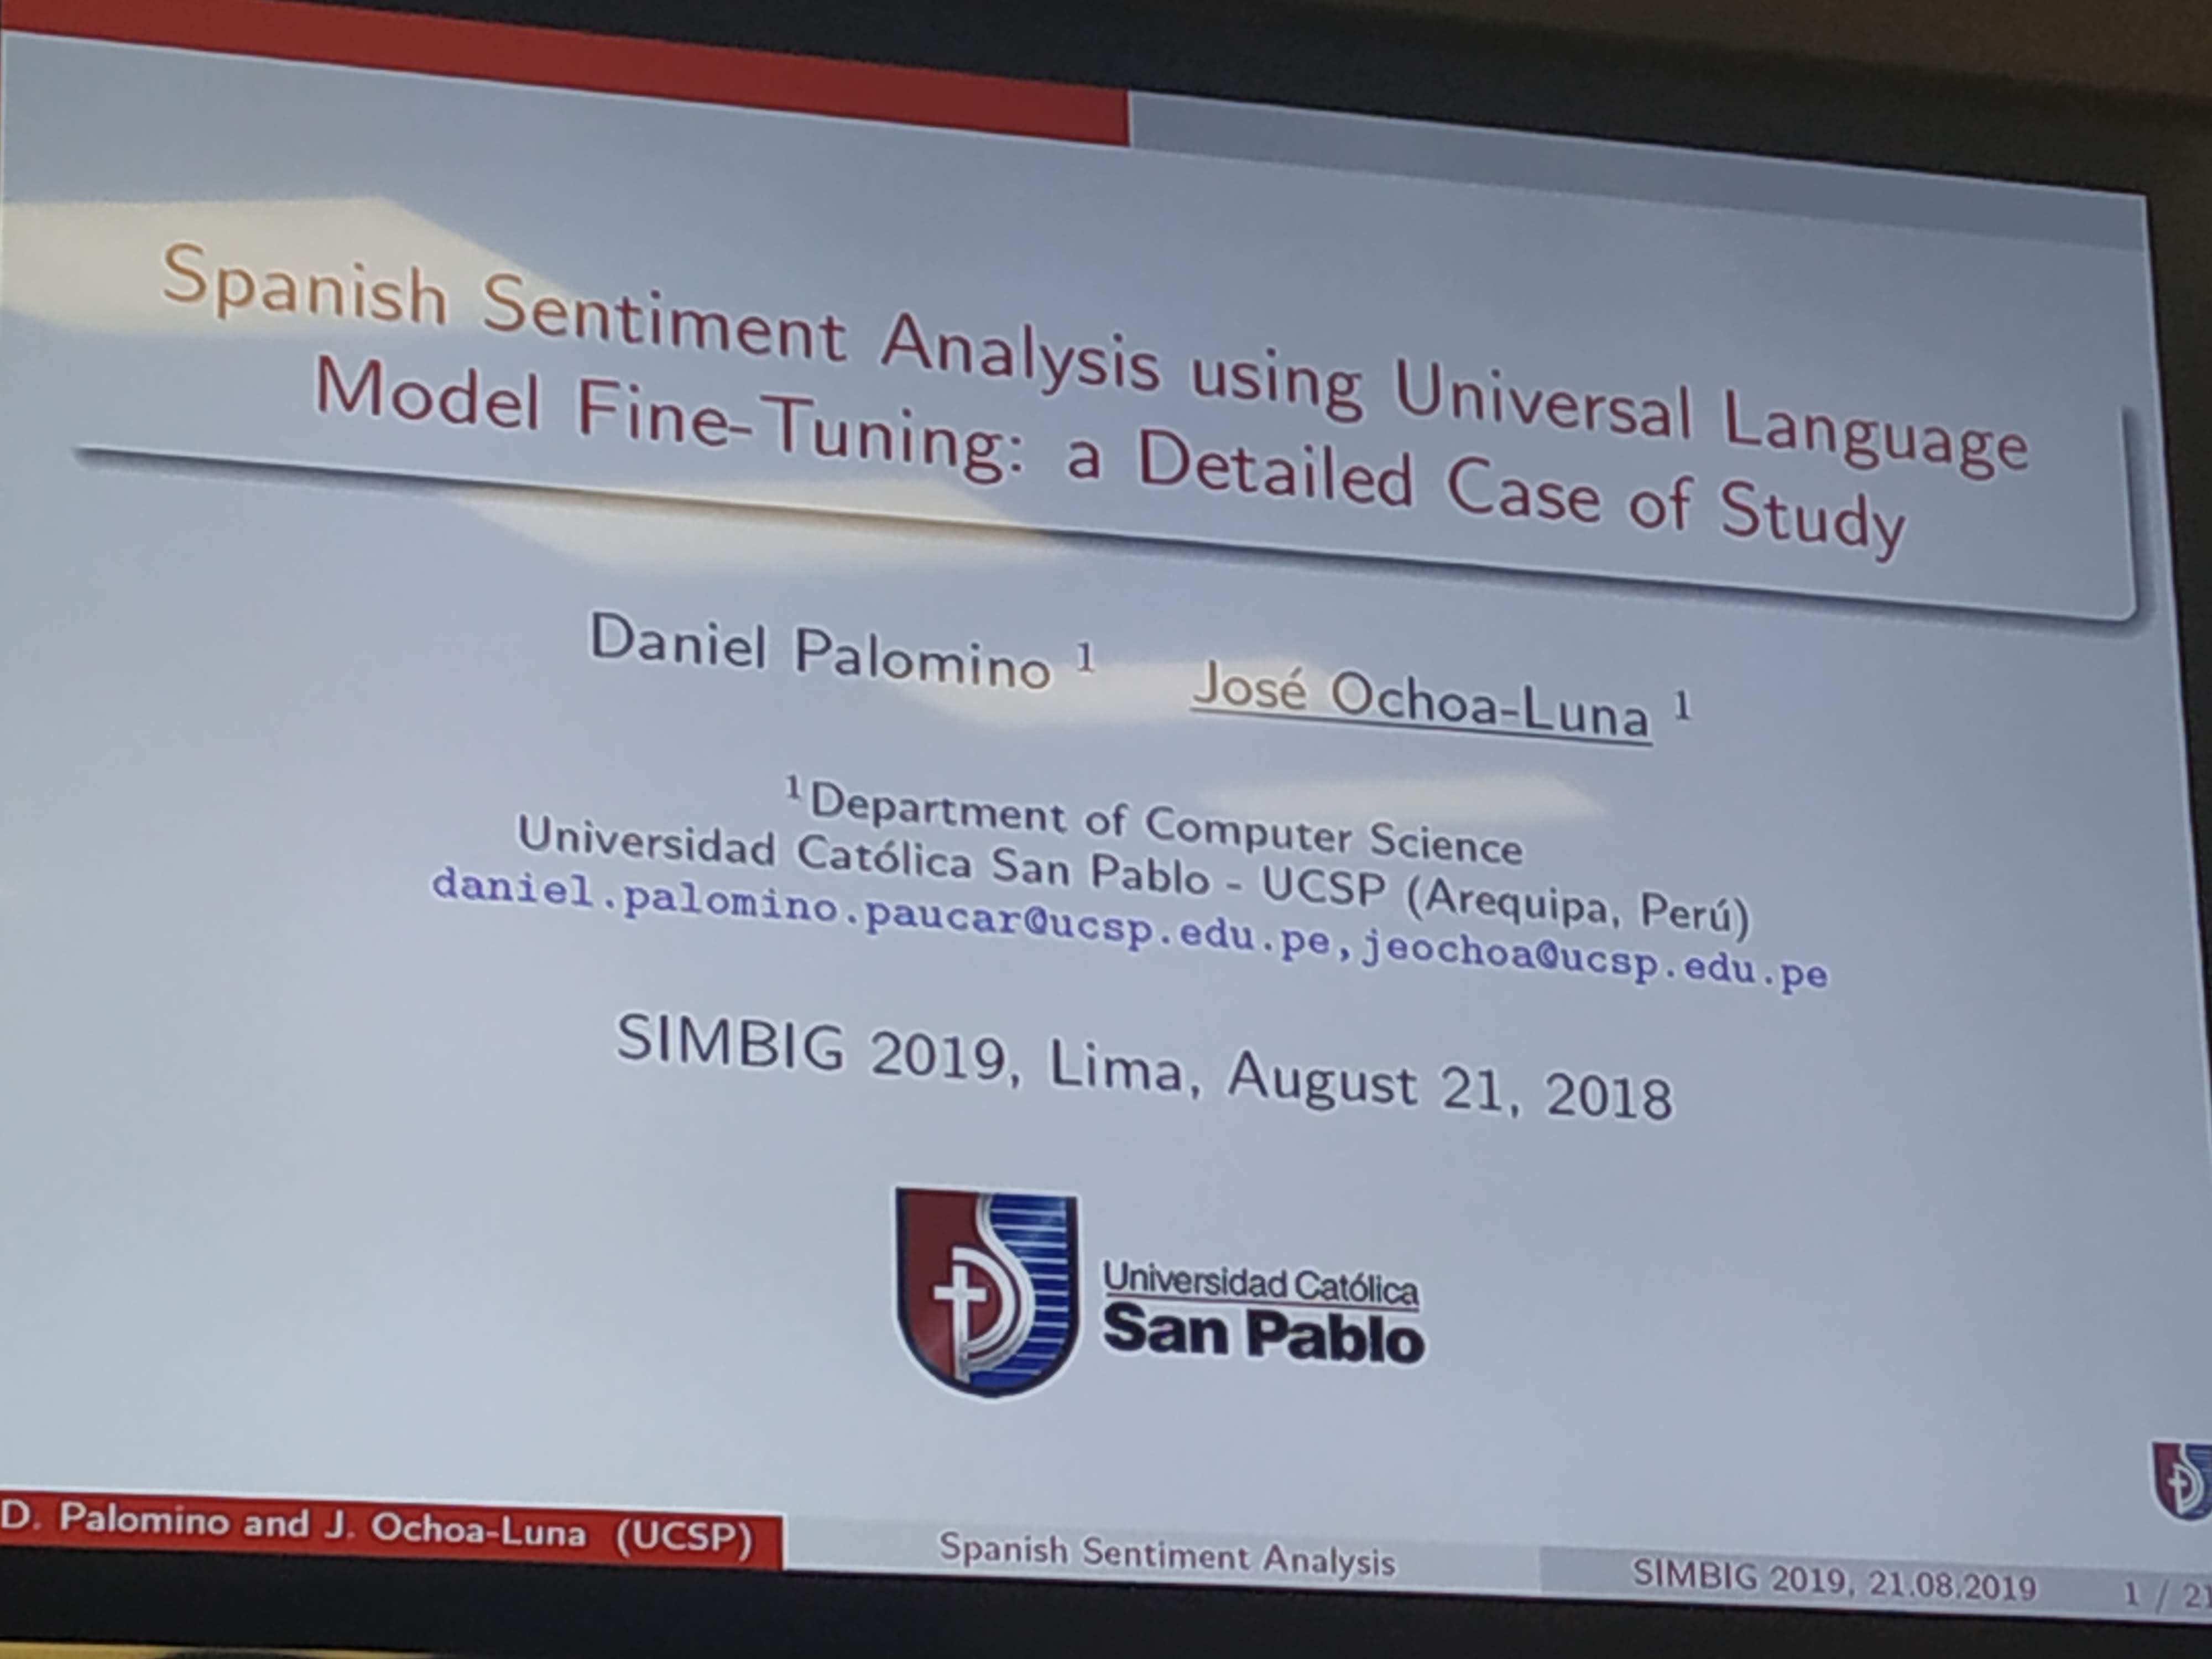 Spanish Sentiment Analysis using Universal Language
Model Fine-Tuning: a Detailed Case of Study
Daniel Palomino 1 José Ochoa-Luna 1
1 Department of Computer Science
Universidad Católica San Pablo - UCSP (Arequipa, Perú)
daniel.palomino.paucar@ucsp.edu.pe,jeochoa@ucsp.edu.pe
SIMBIG 2019, Lima, August 21, 2018
Universidad Católica
San Pablo
D. Palomino and J. Ochoa-Luna (UCSP) Spanish Sentiment Analysis SIMBIG 2019, 21.08.2019 1 / 21